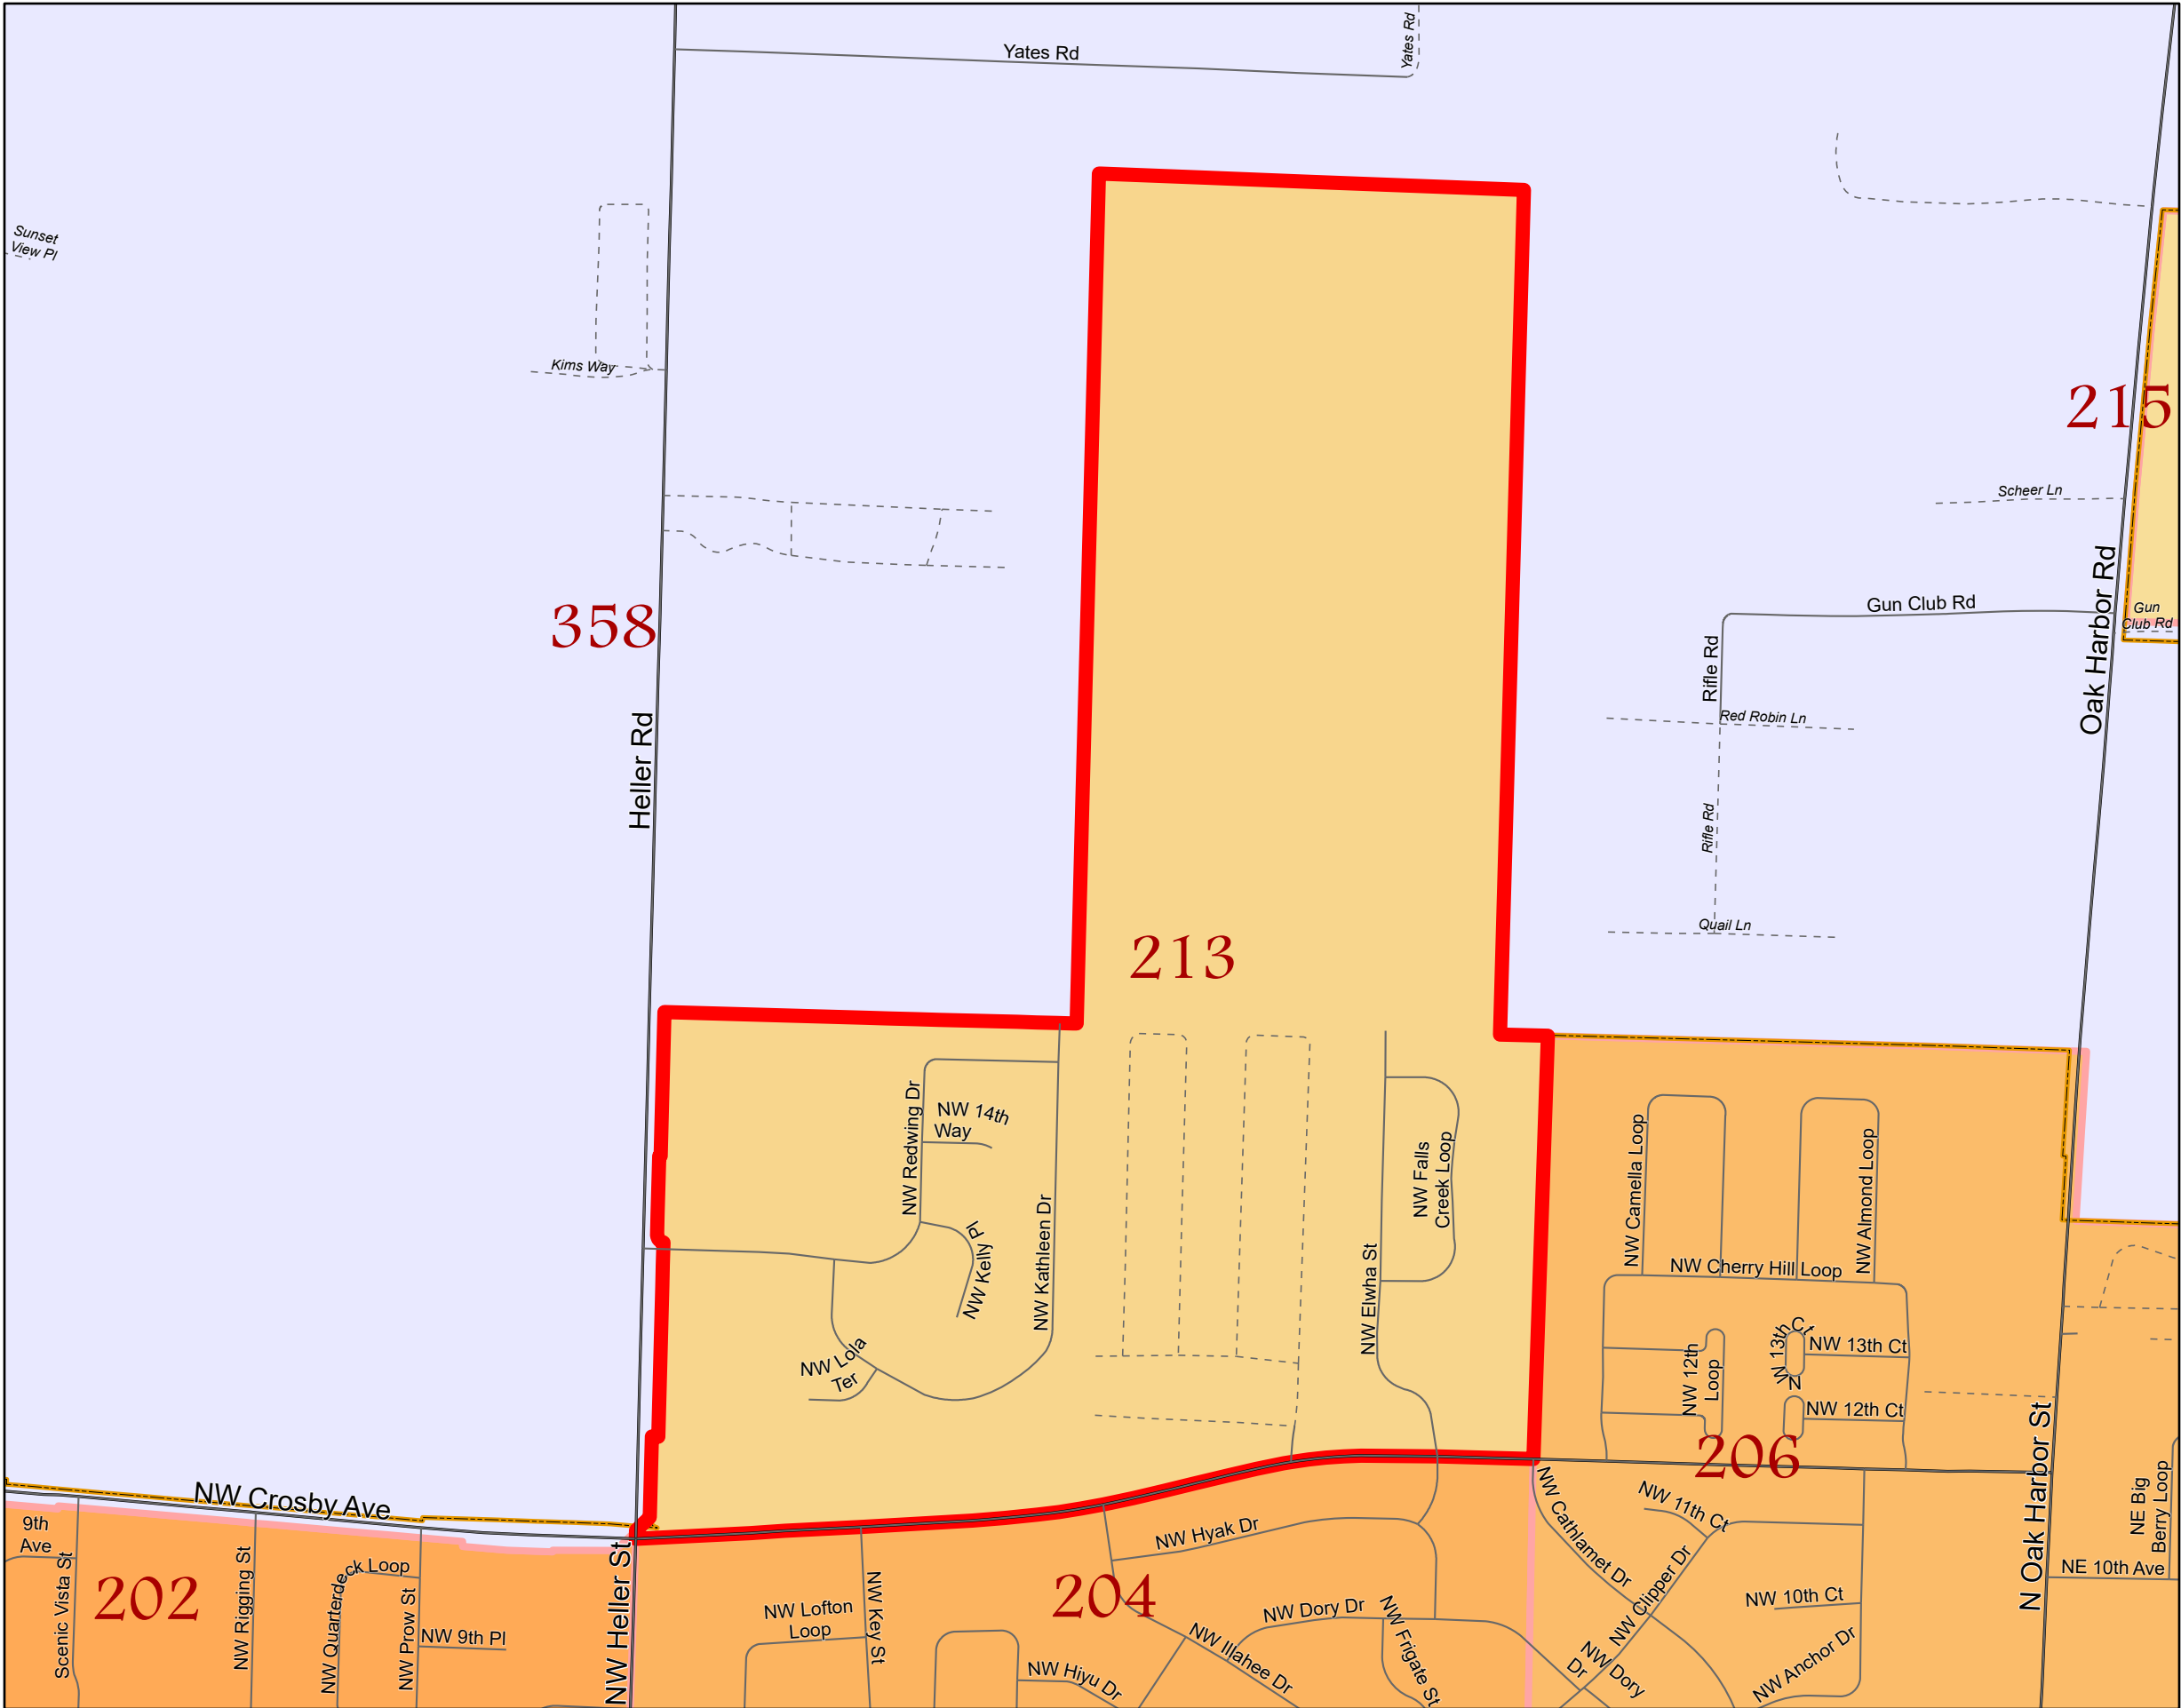 Yates Rd
Yates Rd
Sunset
View Pl
Kims Way
215
Scheer Ln
Oak Harbor Rd
Gun Club Rd
Gun
Club Rd
358
Rifle Rd
Red Robin Ln
Heller Rd
Rifle Rd
Quail Ln
213
NW Redwing Dr
NW 14th
Way
NW Kelly Pl
NW Kathleen Dr
NW Lola
Ter
NW Elwha St
NW Falls
Creek Loop
NW Camella Loop
NW Almond Loop
NW Cherry Hill Loop
NW 13th Ct
NW 13th Ct
NW 12th
Loop
N
NW 12th Ct
206
N Oak Harbor St
NW Crosby Ave
9th
Ave
Scenic Vista St
202
NW Rigging St
NW Quarterdeck Loop
NW Prow St
NW 9th Pl
NW Heller St
NW Lofton
Loop
NW Key St
204
NW Hyak Dr
NW Hiyu Dr
NW Illahee Dr
NW Dory Dr
NW Frigate St
NW Cathlamet Dr
NW 11th Ct
NW Clipper Dr
NW Dory
Dr
NW 10th Ct
NW Anchor Dr
NE 10th Ave
NE Big
Berry Loop